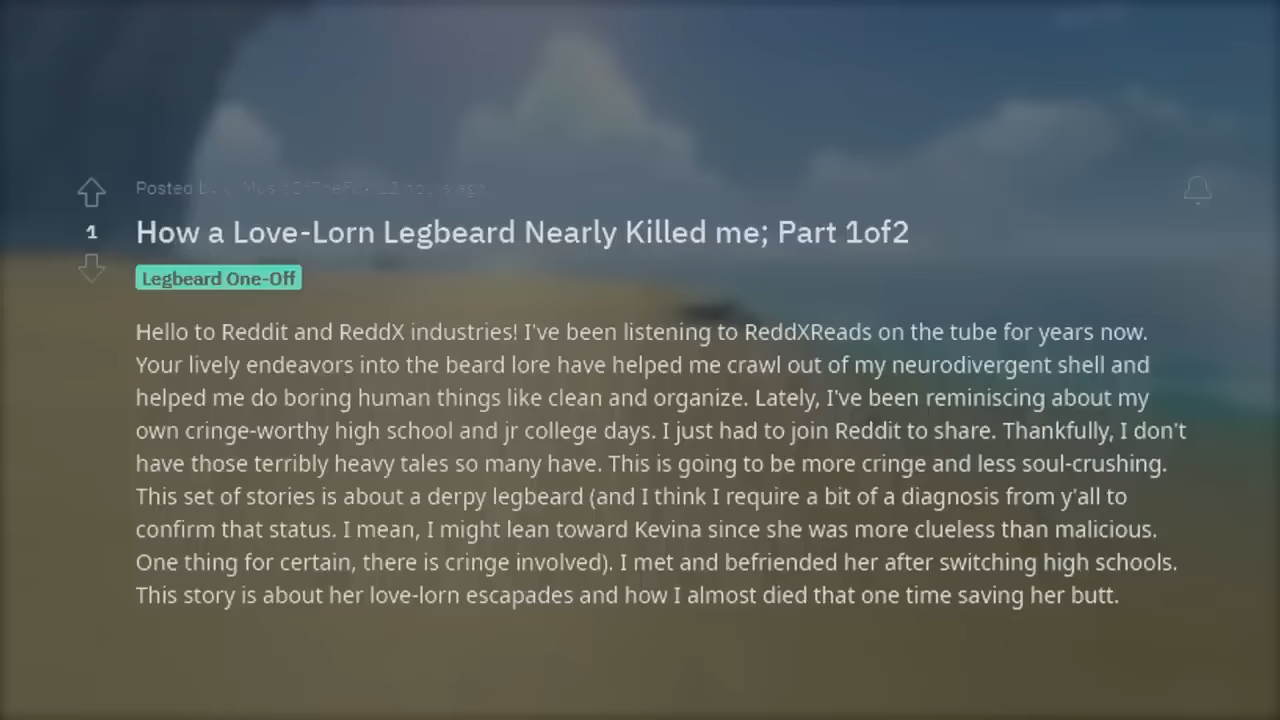 Posted by
How a Love-Lorn Legbeard Nearly Killed me; Part 1of2
1
Legbeard One-Off
Hello to Reddit and ReddX industries! I've been listening to ReddXReads on the tube for years now.
Your lively endeavors into the beard lore have helped me crawl out of my neurodivergent shell and
helped me do boring human things like clean and organize. Lately, I've been reminiscing about my
own cringe-worthy high school and jr college days. I just had to join Reddit to share. Thankfully, I don't
have those terribly heavy tales so many have. This is going to be more cringe and less soul-crushing.
This set of stories is about a derpy legbeard (and I think I require a bit of a diagnosis from y'all to
confirm that status. I mean, I might lean toward Kevina since she was more clueless than malicious.
One thing for certain, there is cringe involved). I met and befriended her after switching high schools.
This story is about her love-lorn escapades and how I almost died that one time saving her butt.